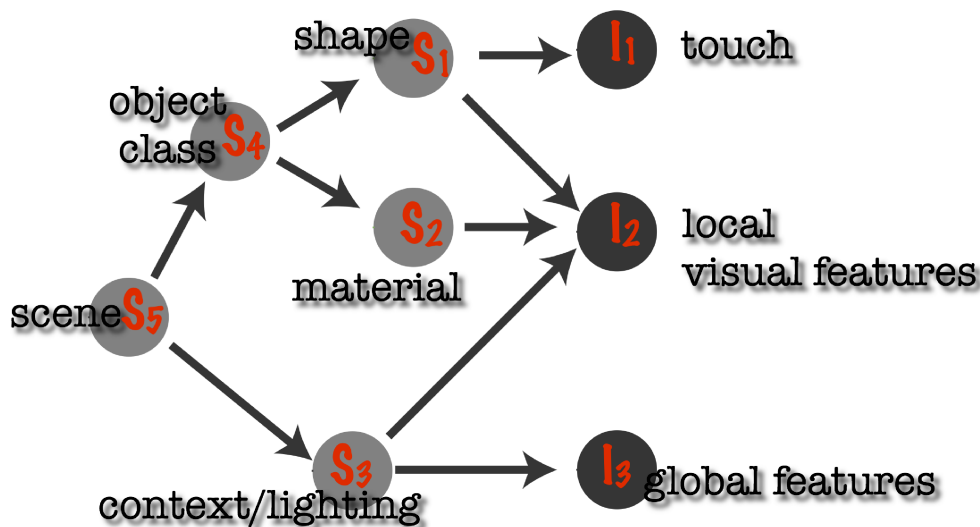 shape S1
I1 touch
object
class S4
S2
material
I2
local
visual features
scene S5
S3
context/lighting
I3 global features